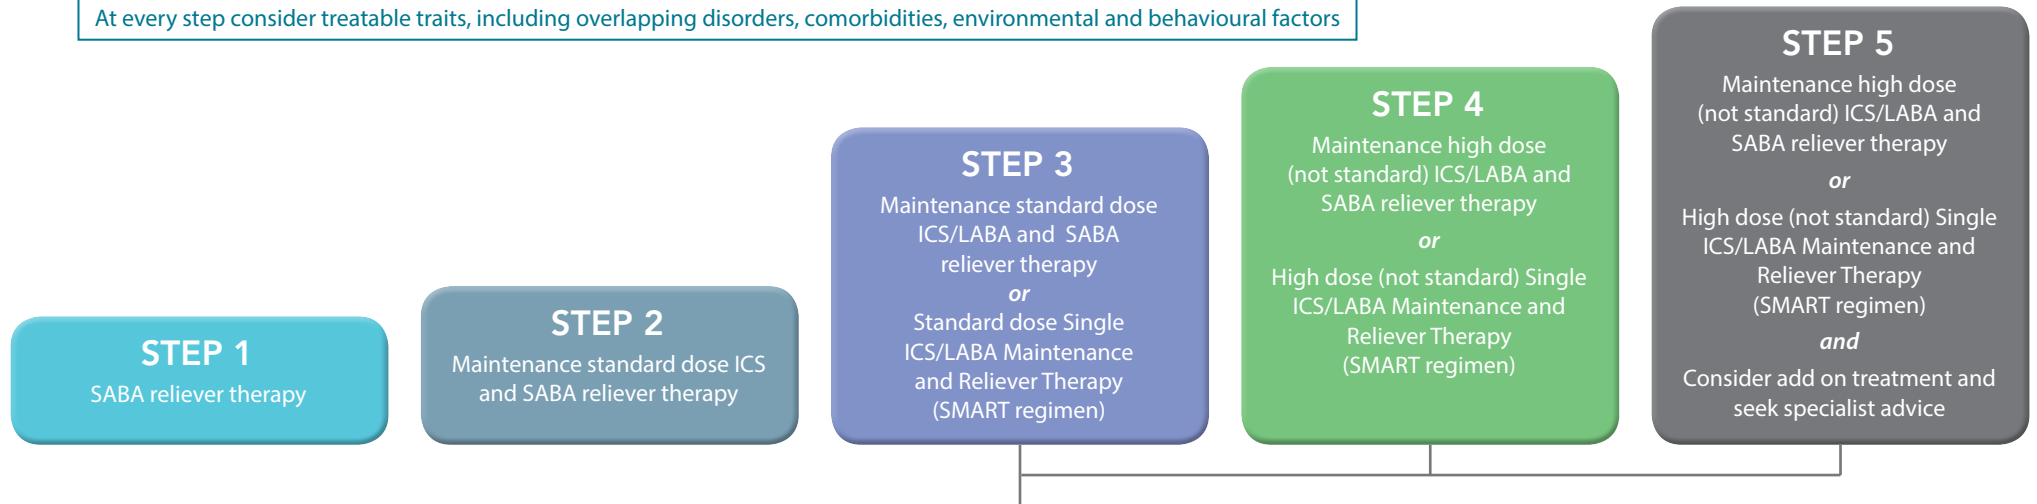 At every step consider treatable traits, including overlapping disorders, comorbidities, environmental and behavioural factors
STEP 1
SABA reliever therapy
STEP 2
Maintenance standard dose ICS
and SABA reliever therapy
STEP 3
Maintenance standard dose
ICS/LABA and SABA
reliever therapy
or
Standard dose Single
ICS/LABA Maintenance
and Reliever Therapy
(SMART regimen)
STEP 4
Maintenance high dose
(not standard) ICS/LABA and
SABA reliever therapy
or
High dose (not standard) Single
ICS/LABA Maintenance and
Reliever Therapy
(SMART regimen)
STEP 5
Maintenance high dose
(not standard) ICS/LABA and
SABA reliever therapy
or
High dose (not standard) Single
ICS/LABA Maintenance and
Reliever Therapy
(SMART regimen)
and
Consider add on treatment and
seek specialist advice